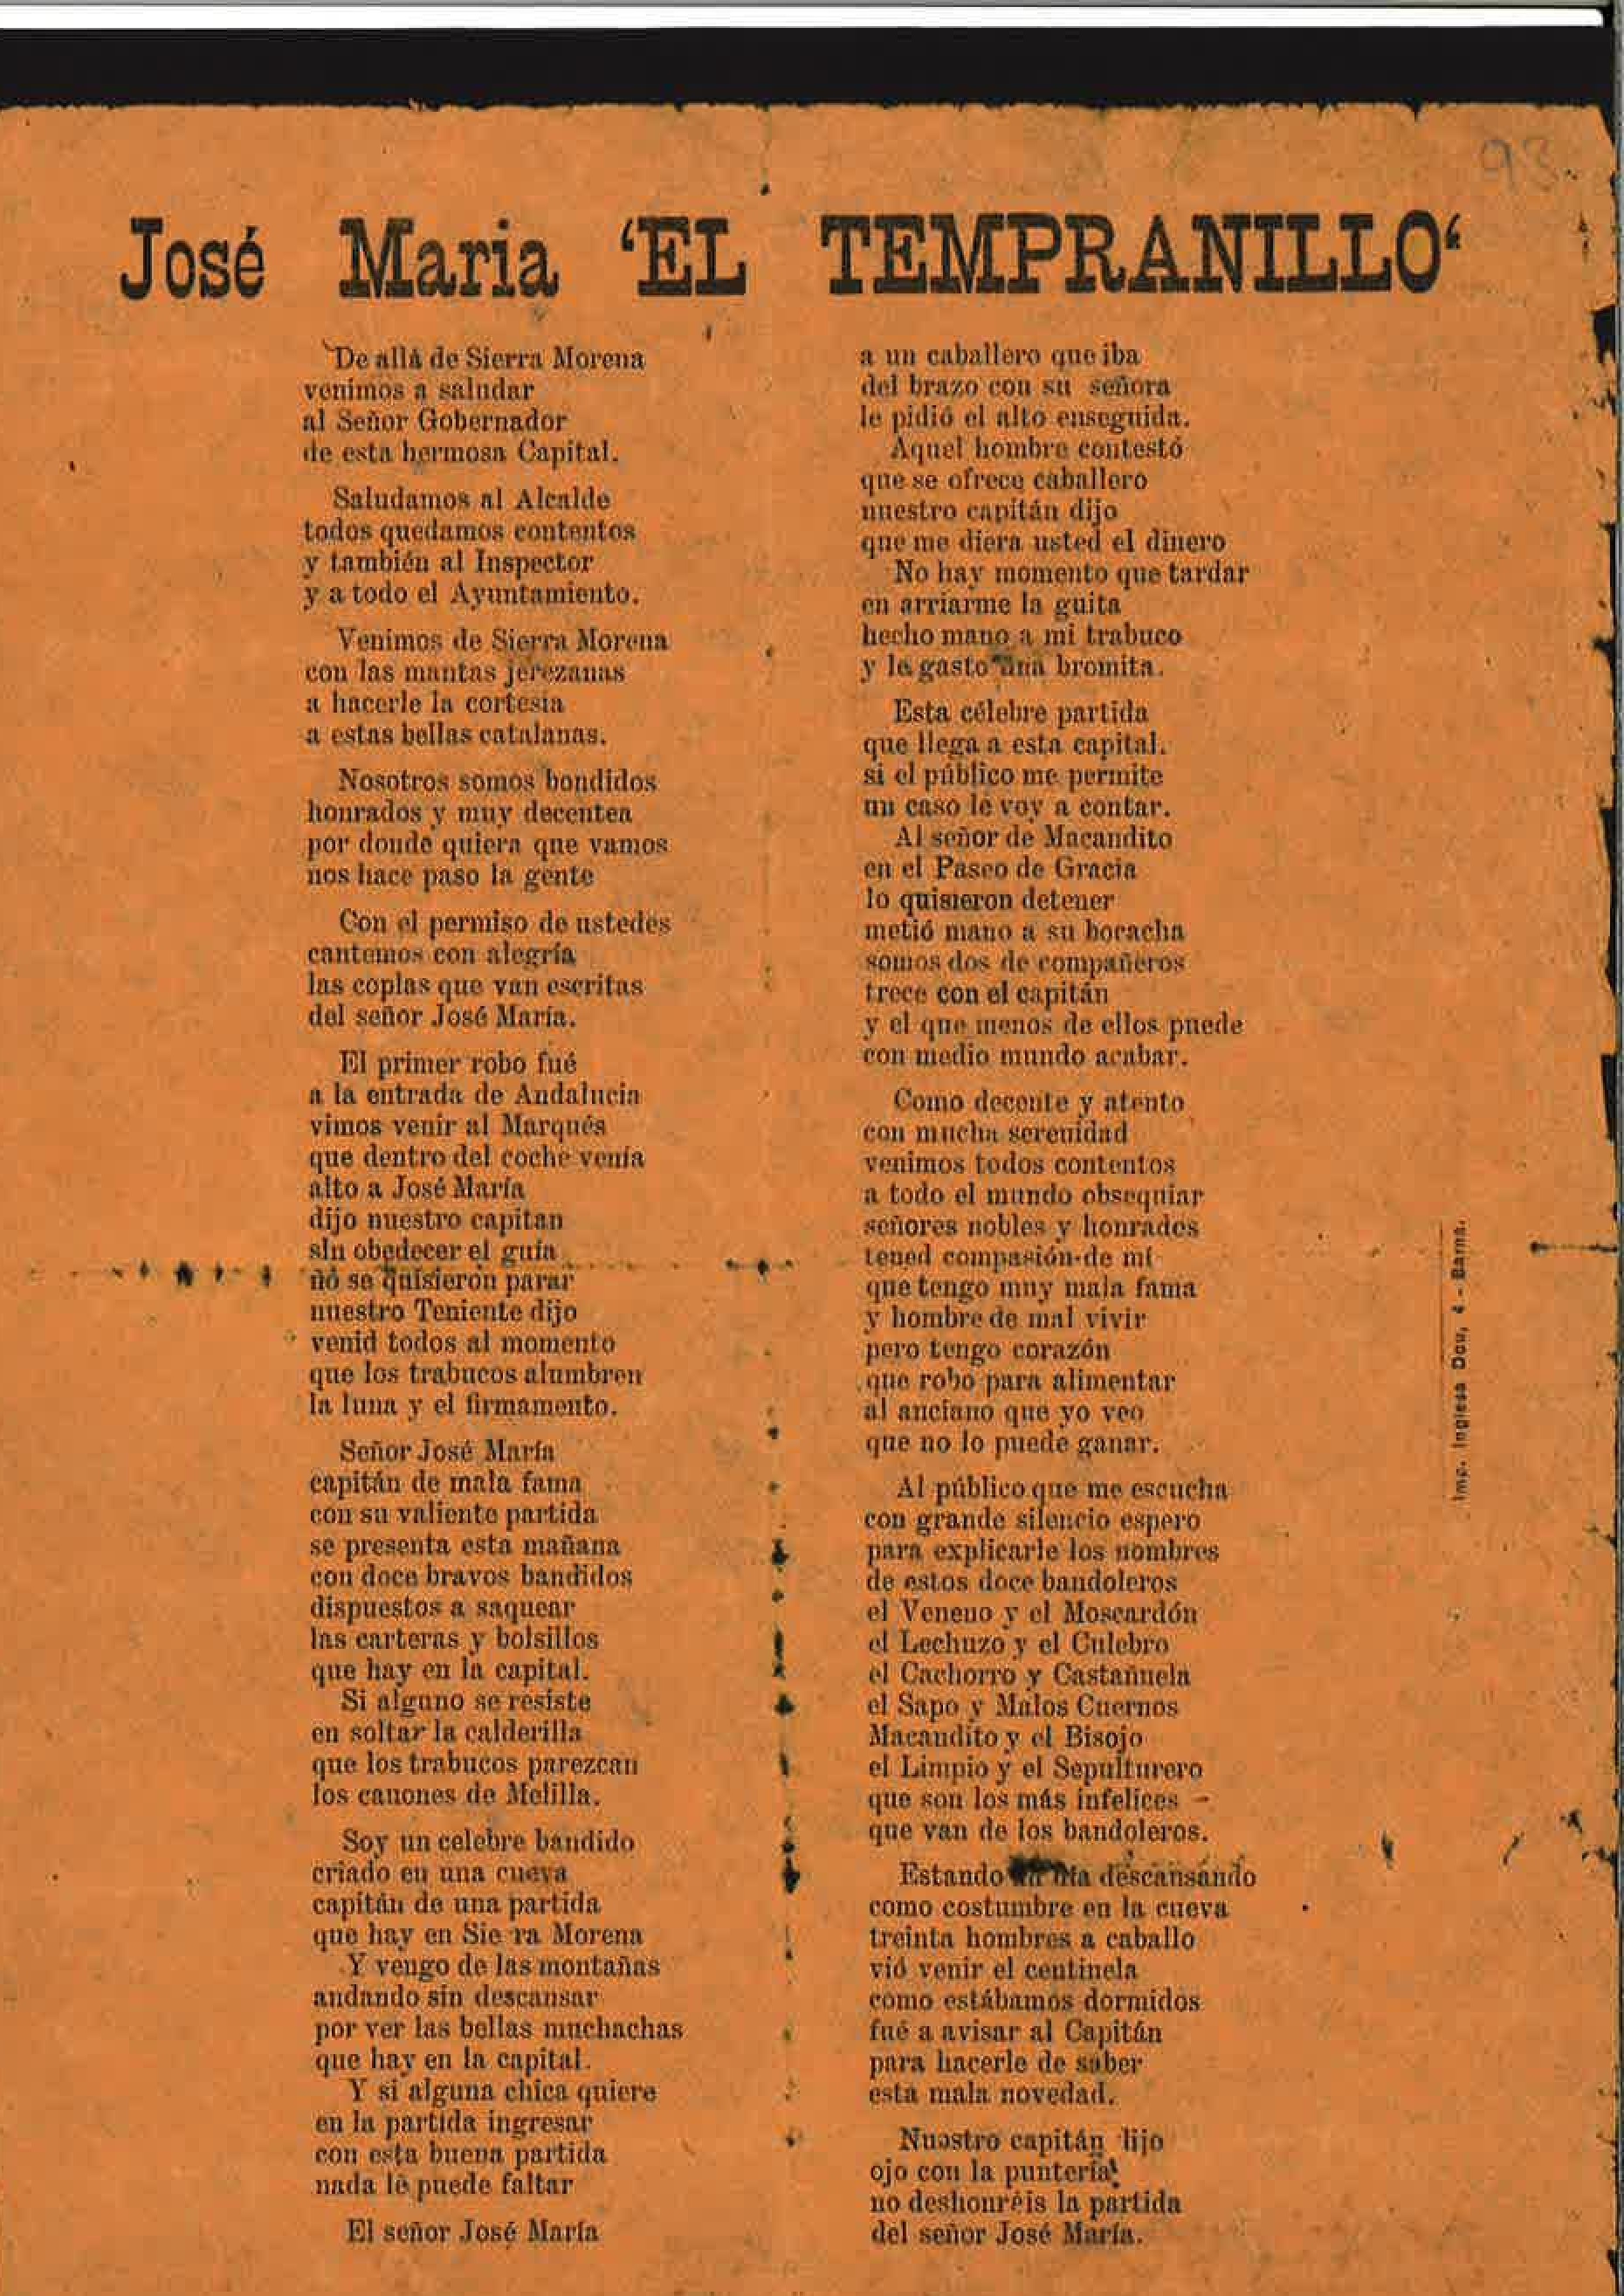 93
José Maria 'EL TEMPRANILLO'
De allá de Sierra Morena
venimos a saludar
al Señor Gobernador
de esta hermosa Capital.
Saludamos al Alcalde
todos quedamos contentos
y también al Inspector
y a todo el Ayuntamiento.
Venimos de Sierra Morena
con las mantas jerezanas
a hacerle la cortesia
a estas bellas catalanas.
Nosotros somos bondidos
honrados y muy decentea
por donde quiera que vamos
nos hace paso la gente
Con el permiso de ustedes
cantemos con alegría
las coplas que van escritas
del señor José María.
El primer robo fué
a la entrada de Andalucia
vimos venir al Marqués
que dentro del coche venía
alto a José María
dijo nuestro capitan
sin obedecer el guía
no se quisieron parar
nuestro Teniente dijo
venid todos al momento
que los trabucos alumbren
la luna y el firmamento.
Señor José María
capitán de mala fama
con su valiente partida
se presenta esta mañana
con doce bravos bandidos
dispuestos a saquear
las carteras y bolsillos
que hay en la capital.
Si alguno se resiste
en soltar la calderilla
que los trabucos parezcan
los canones de Melilla.
Soy un celebre bandido
criado en una cueva
capitán de una partida
que hay en Sie ra Morena
Y vengo de las montañas
andando sin descansar
por ver las bellas muchachas
que hay en la capital.
Y si alguna chica quiere
en la partida ingresar
con esta buena partida
nada le puede faltar
El señor José María
a un caballero que iba
del brazo con su señora
le pidió el alto enseguida.
Aquel hombre contestó
que se ofrece caballero
nuestro capitán dijo
que me diera usted el dinero
No hay momento que tardar
en arriarme la guita
hecho mano a mi trabuco
y le gasto una bromita.
Esta célebre partida
que llega a esta capital.
si el público me permite
un caso le voy a contar.
Al señor de Macandito
en el Paseo de Gracia
lo quisieron detener
metió mano a su bocacha
somos dos de compañeros
trece con el capitán
y el que menos de ellos puede
con medio mundo acabar.
Como decente y atento
con mucha serenidad
venimos todos contentos
a todo el mundo obsequiar
señores nobles y honrades
tened compasión de mí
que tengo muy mala fama
y hombre de mal vivir
pero tengo corazón
que robo para alimentar
al anciano que yo veo
que no lo puede ganar.
Al público que me escucha
con grande silencio espero
para explicarle los nombres
de estos doce bandoleros
el Veneno y el Moscardón
el Lechuzo y el Culebro
el Cachorro y Castañuela
el Sapo y Malos Cuernos
Macandito y el Bisojo
el Limpio y el Sepulturero
que son los más infelices -
que van de los bandoleros.
Estando descansando
como costumbre en la cueva
treinta hombres a caballo
vió venir el centinela
como estábamos dormidos
fué a avisar al Capitán
para hacerle de saber
esta mala novedad.
Nuestro capitán dijo
ojo con la puntería
no deshonréis la partida
del señor José María.
Imp. Inglesa Dou, 4 - Barna.